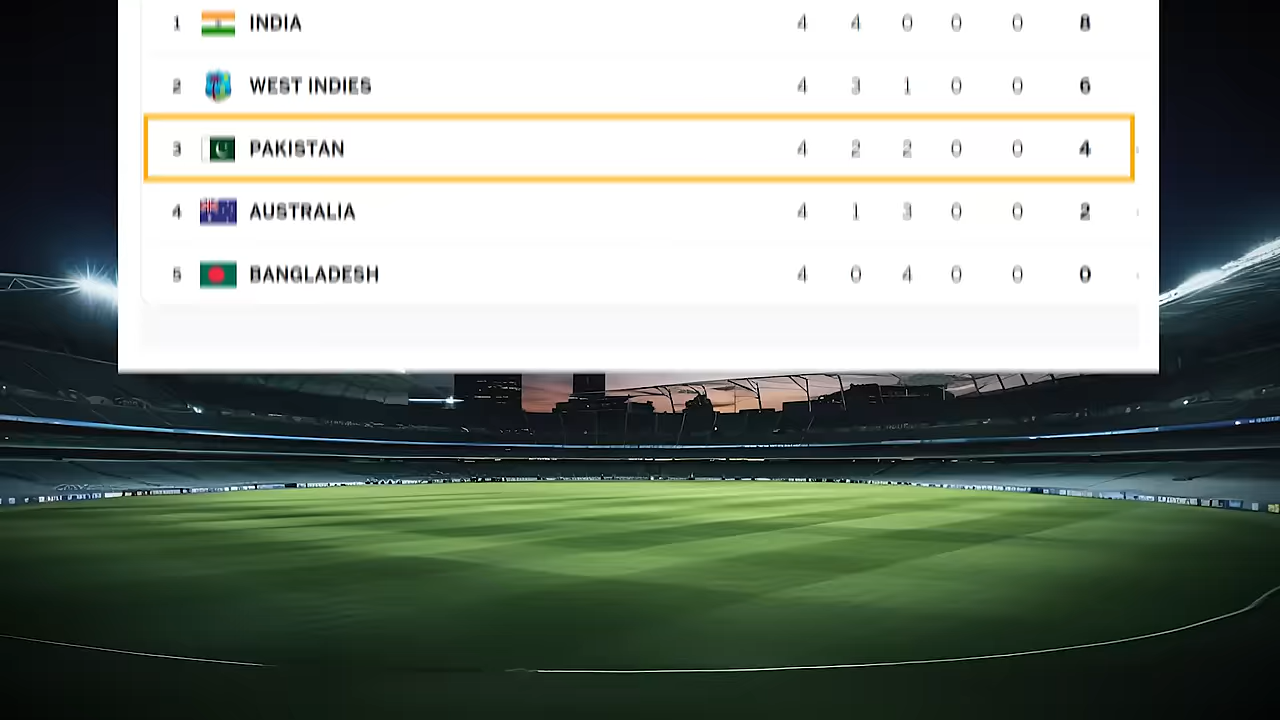 1 INDIA 4 4 0 0 0 8
2 WEST INDIES 4 3 1 0 0 6
3 PAKISTAN 4 2 2 0 0 4
4 AUSTRALIA 4 1 3 0 0 2
5 BANGLADESH 4 0 4 0 0 0